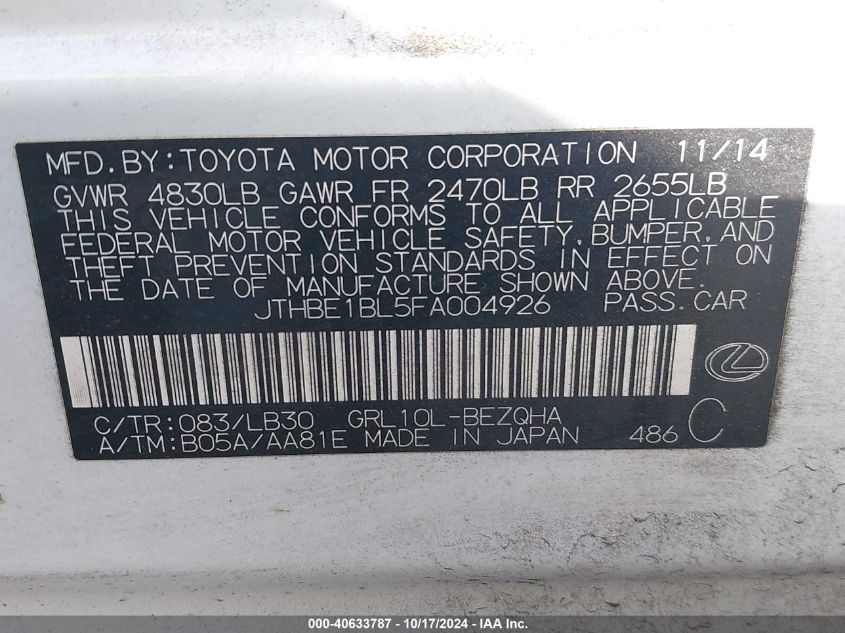 MFD. BY: TOYOTA MOTOR CORPORATION 11/14
GVWR 4830LB GAWR FR 2470LB RR 2655LB
THIS VEHICLE CONFORMS TO ALL APPLICABLE
FEDERAL MOTOR VEHICLE SAFETY, BUMPER, AND
THEFT PREVENTION STANDARDS IN EFFECT ON
THE DATE OF MANUFACTURE SHOWN ABOVE.
JTHBE1BL5FA004926 PASS. CAR
C/TR: 083/LB30 GRL10L-BEZQHA
A/TM: B05A/AA81E MADE IN JAPAN 486 C
000-40633787 - 10/17/2024 - IAA Inc.